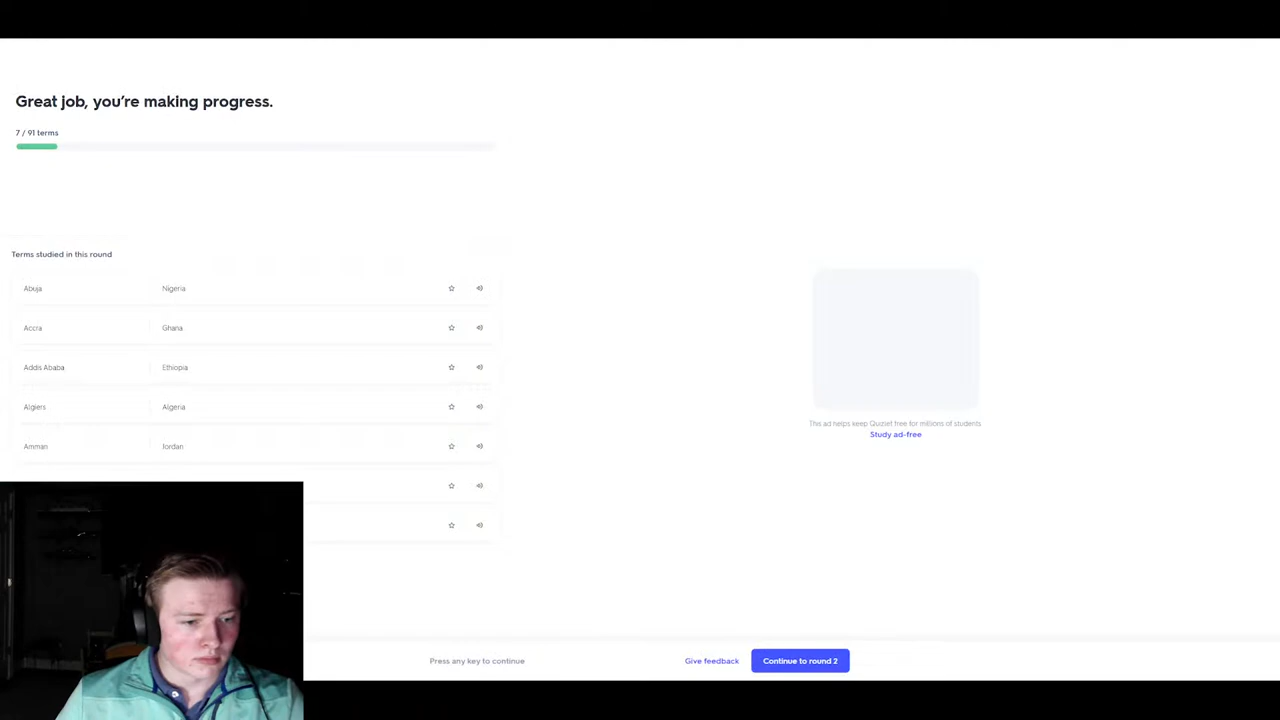 Great job, you're making progress.
7 / 91 terms
Terms studied in this round
Abuja Nigeria
Accra Ghana
Addis Ababa Ethiopia
Algiers Algeria
Amman Jordan
This ad helps keep Quizlet free for millions of students
Study ad-free
Press any key to continue
Give feedback
Continue to round 2